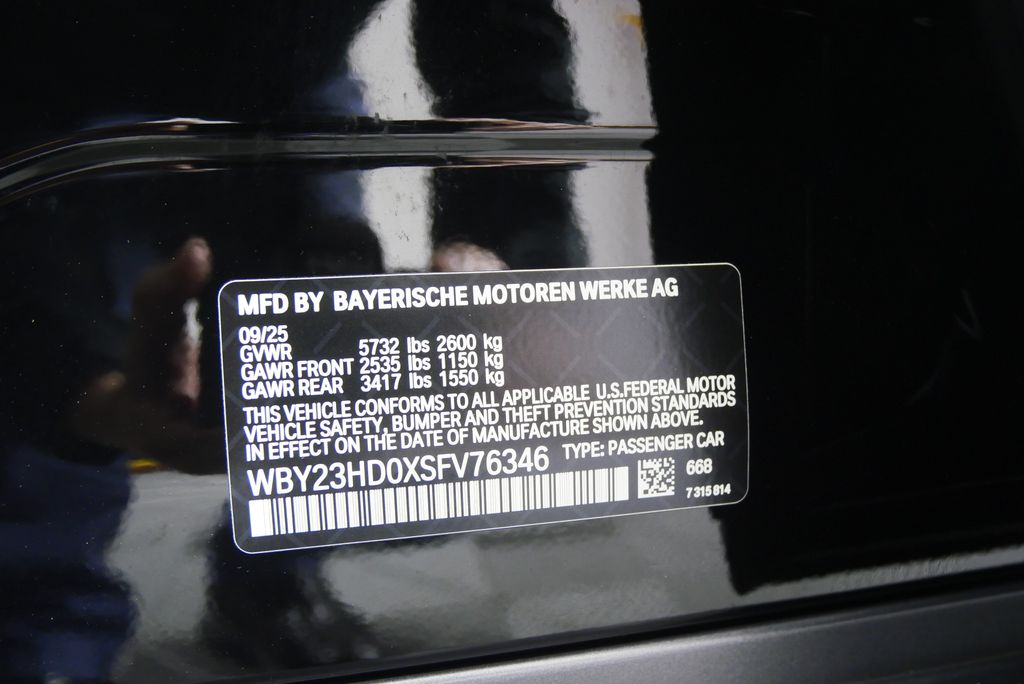 MFD BY BAYERISCHE MOTOREN WERKE AG
09/25
GVWR 5732 lbs 2600 kg
GAWR FRONT 2535 lbs 1150 kg
GAWR REAR 3417 lbs 1550 kg
THIS VEHICLE CONFORMS TO ALL APPLICABLE U.S.FEDERAL MOTOR
VEHICLE SAFETY, BUMPER AND THEFT PREVENTION STANDARDS
IN EFFECT ON THE DATE OF MANUFACTURE SHOWN ABOVE.
WBY23HD0XSFV76346 TYPE: PASSENGER CAR
668
7 315 814